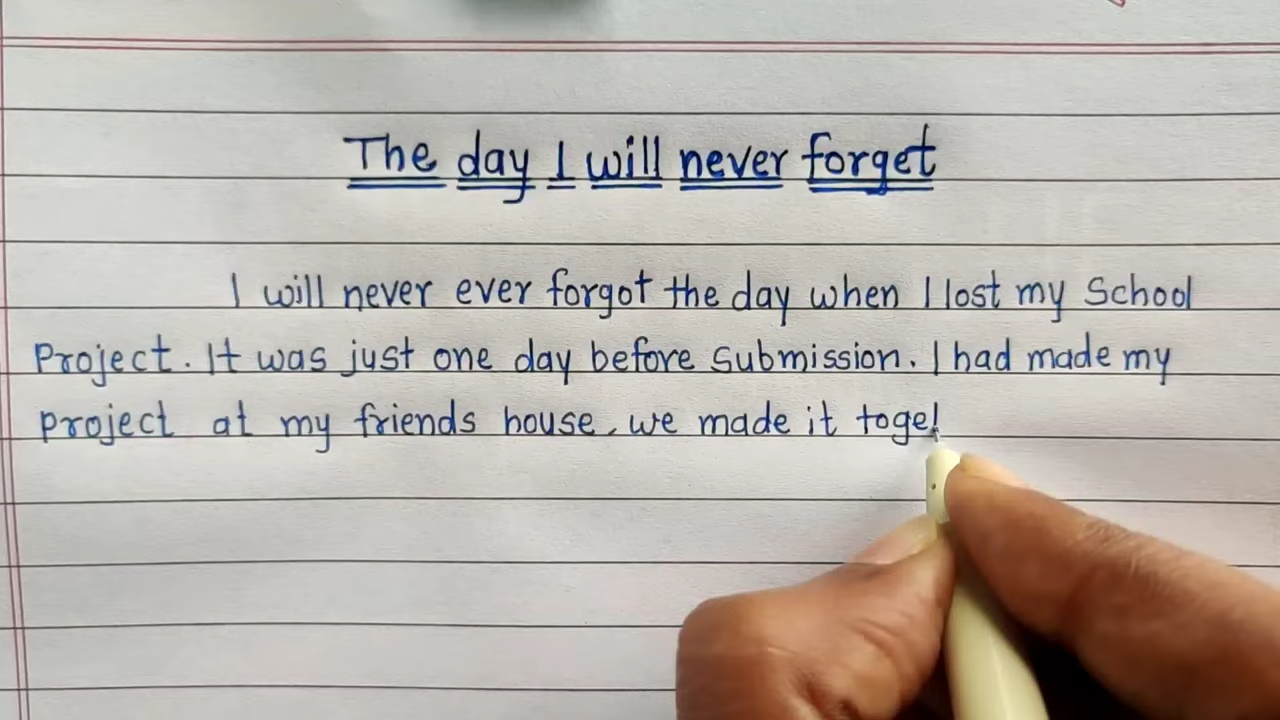 The day I will never forget
I will never ever forgot the day when I lost my School
Project. It was just one day before Submission. I had made my
project at my friends house, we made it